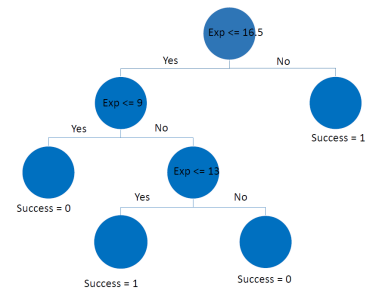 Exp <= 16.5
Yes
No
Exp <= 9
Success = 1
Yes
No
Exp <= 13
Success = 0
Yes
No
Success = 1
Success = 0